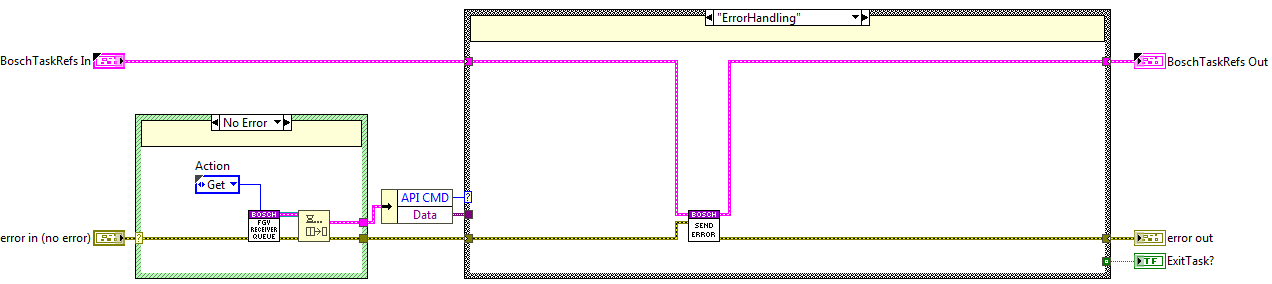 "ErrorHandling"
BoschTaskRefs In
BoschTaskRefs Out
No Error
Action
Get
API CMD
?
Data
BOSCH
FGV
RECEIVER
QUEUE
BOSCH
SEND
ERROR
error in (no error)
?
error out
TF
ExitTask?